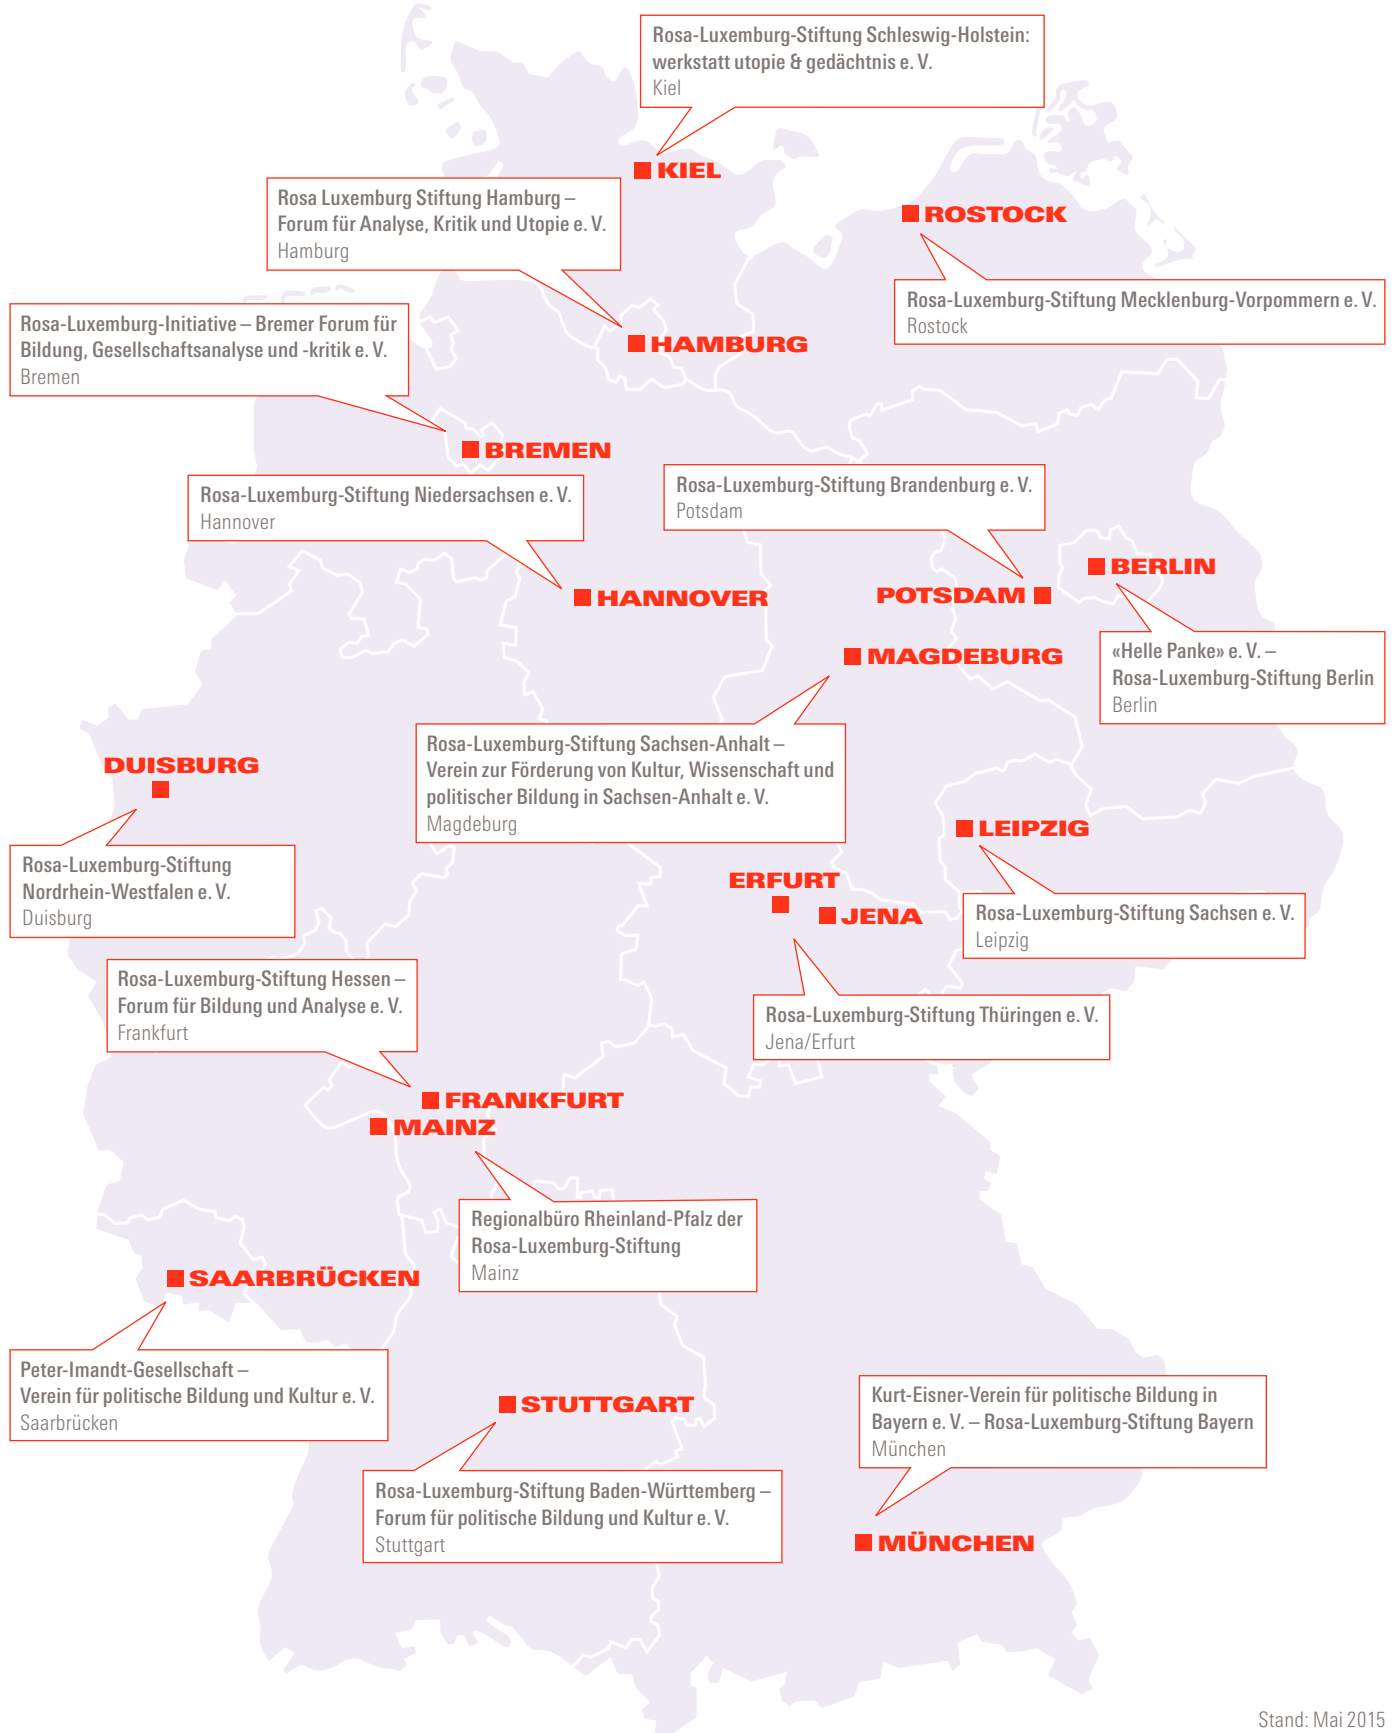 Rosa-Luxemburg-Stiftung Schleswig-Holstein:
werkstatt utopie & gedächtnis e. V.
Kiel
KIEL
Rosa Luxemburg Stiftung Hamburg –
Forum für Analyse, Kritik und Utopie e. V.
Hamburg
ROSTOCK
Rosa-Luxemburg-Stiftung Mecklenburg-Vorpommern e. V.
Rostock
Rosa-Luxemburg-Initiative – Bremer Forum für
Bildung, Gesellschaftsanalyse und -kritik e. V.
Bremen
HAMBURG
BREMEN
Rosa-Luxemburg-Stiftung Niedersachsen e. V.
Hannover
Rosa-Luxemburg-Stiftung Brandenburg e. V.
Potsdam
BERLIN
HANNOVER
POTSDAM
«Helle Panke» e. V. –
Rosa-Luxemburg-Stiftung Berlin
Berlin
MAGDEBURG
Rosa-Luxemburg-Stiftung Sachsen-Anhalt –
Verein zur Förderung von Kultur, Wissenschaft und
politischer Bildung in Sachsen-Anhalt e. V.
Magdeburg
DUISBURG
Rosa-Luxemburg-Stiftung
Nordrhein-Westfalen e. V.
Duisburg
LEIPZIG
ERFURT
JENA
Rosa-Luxemburg-Stiftung Sachsen e. V.
Leipzig
Rosa-Luxemburg-Stiftung Hessen –
Forum für Bildung und Analyse e. V.
Frankfurt
Rosa-Luxemburg-Stiftung Thüringen e. V.
Jena/Erfurt
FRANKFURT
MAINZ
Regionalbüro Rheinland-Pfalz der
Rosa-Luxemburg-Stiftung
Mainz
SAARBRÜCKEN
Peter-Imandt-Gesellschaft –
Verein für politische Bildung und Kultur e. V.
Saarbrücken
STUTTGART
Rosa-Luxemburg-Stiftung Baden-Württemberg –
Forum für politische Bildung und Kultur e. V.
Stuttgart
Kurt-Eisner-Verein für politische Bildung in
Bayern e. V. – Rosa-Luxemburg-Stiftung Bayern
München
MÜNCHEN
Stand: Mai 2015